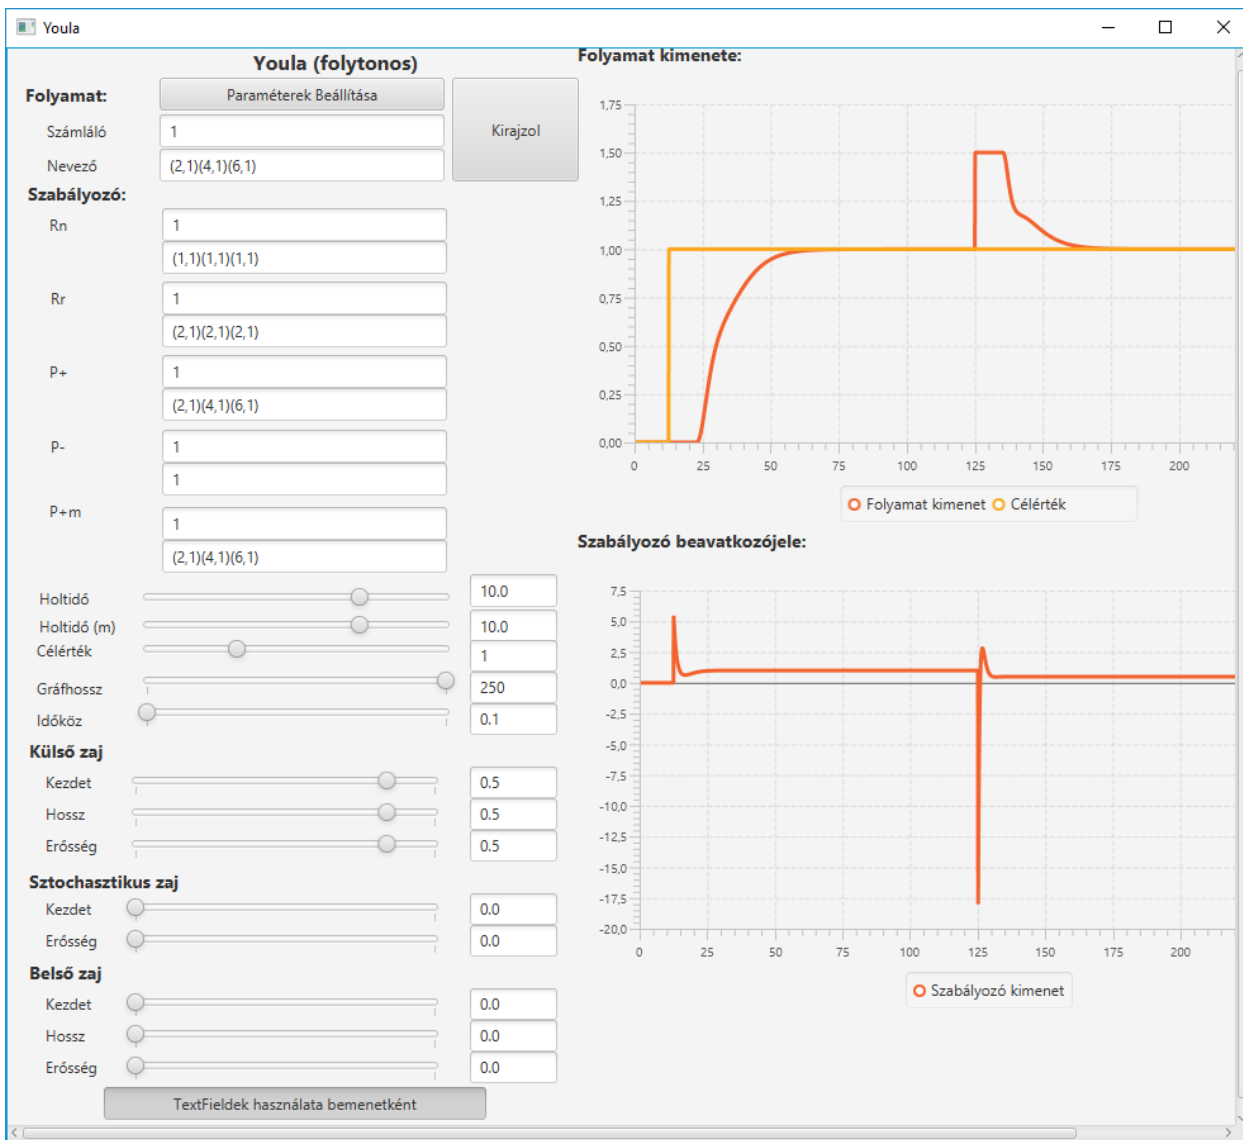 Youla
Youla (folytonos)
Folyamat:
Paraméterek Beállítása
Kirajzol
Számláló
1
Nevező
(2,1)(4,1)(6,1)
Szabályozó:
Rn
1
(1,1)(1,1)(1,1)
Rr
1
(2,1)(2,1)(2,1)
P+
1
(2,1)(4,1)(6,1)
P-
1
1
P+m
1
(2,1)(4,1)(6,1)
Holtidő
10.0
Holtidő (m)
10.0
Célérték
1
Gráfhossz
250
Időköz
0.1
Külső zaj
Kezdet
0.5
Hossz
0.5
Erősség
0.5
Sztochasztikus zaj
Kezdet
0.0
Erősség
0.0
Belső zaj
Kezdet
0.0
Hossz
0.0
Erősség
0.0
TextFieldek használata bemenetként
Folyamat kimenete:
1,75
1,50
1,25
1,00
0,75
0,50
0,25
0,00
0 25 50 75 100 125 150 175 200
Folyamat kimenet Célérték
Szabályozó beavatkozójele:
7,5
5,0
2,5
0,0
-2,5
-5,0
-7,5
-10,0
-12,5
-15,0
-17,5
-20,0
0 25 50 75 100 125 150 175 200
Szabályozó kimenet